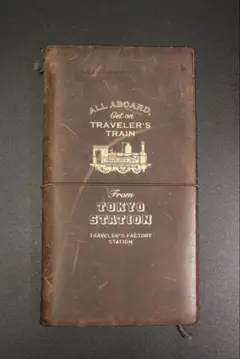 ALL ABOARD,
Get on
TRAVELER'S
TRAIN
From
TOKYO
STATION
TRAVELER'S FACTORY
STATION